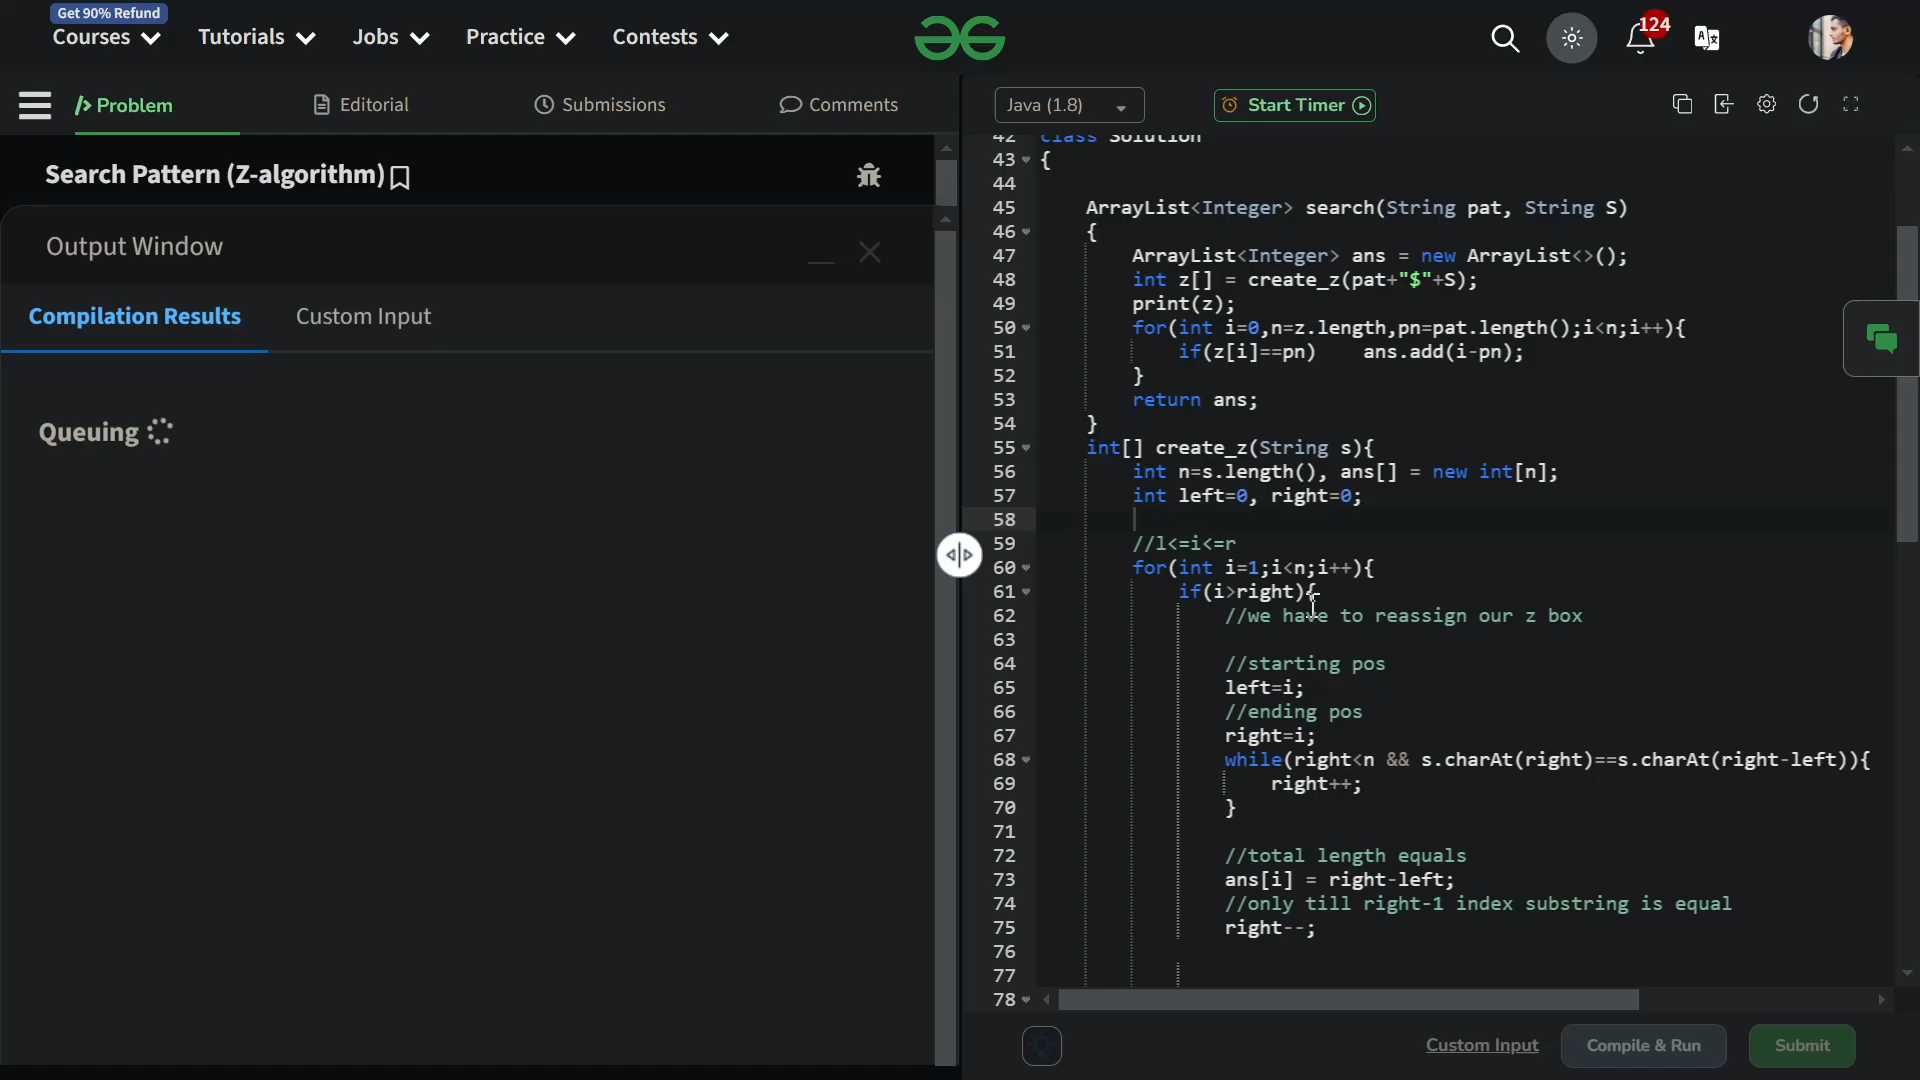 Get 90% Refund
Courses
Tutorials
Jobs
Practice
Contests
124
Problem
Editorial
Submissions
Comments
Java (1.8)
Start Timer
Search Pattern (Z-algorithm)
Output Window
Compilation Results
Custom Input
Queuing
42 class Solution
43 {
44
45 ArrayList<Integer> search(String pat, String S)
46 {
47 ArrayList<Integer> ans = new ArrayList<>();
48 int z[] = create_z(pat+"$"+S);
49 print(z);
50 for(int i=0,n=z.length,pn=pat.length();i<n;i++){
51 if(z[i]==pn)    ans.add(i-pn);
52 }
53 return ans;
54 }
55 int[] create_z(String s){
56 int n=s.length(), ans[] = new int[n];
57 int left=0, right=0;
58
59 //l<=i<=r
60 for(int i=1;i<n;i++){
61 if(i>right){
62 //we have to reassign our z box
63
64 //starting pos
65 left=i;
66 //ending pos
67 right=i;
68 while(right<n && s.charAt(right)==s.charAt(right-left)){
69 right++;
70 }
71
72 //total length equals
73 ans[i] = right-left;
74 //only till right-1 index substring is equal
75 right--;
76
77
78
Custom Input
Compile & Run
Submit